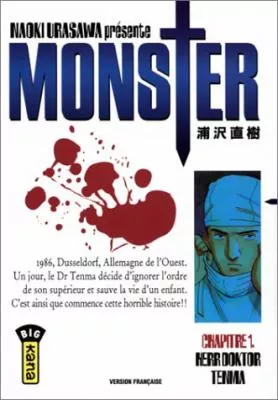 NAOKI URASAWA présente
MONSTER
浦沢直樹
1986, Dusseldorf, Allemagne de l'Ouest.
Un jour, le Dr Tenma décide d'ignorer l'ordre
de son supérieur et sauve la vie d'un enfant.
C'est ainsi que commence cette horrible histoire!!
CHAPITRE 1.
HERR DOKTOR
TENMA
BIG
kana
VERSION FRANÇAISE